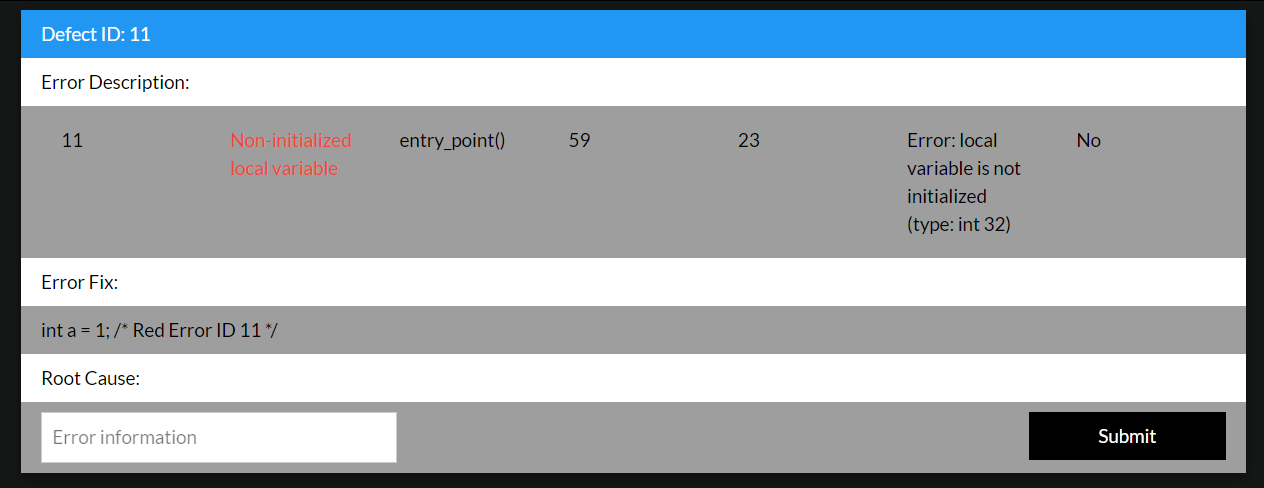 Defect ID: 11
Error Description:
11
Non-initialized
local variable
entry_point()
59
23
Error: local
variable is not
initialized
(type: int 32)
No
Error Fix:
int a = 1; /* Red Error ID 11 */
Root Cause:
Error information
Submit